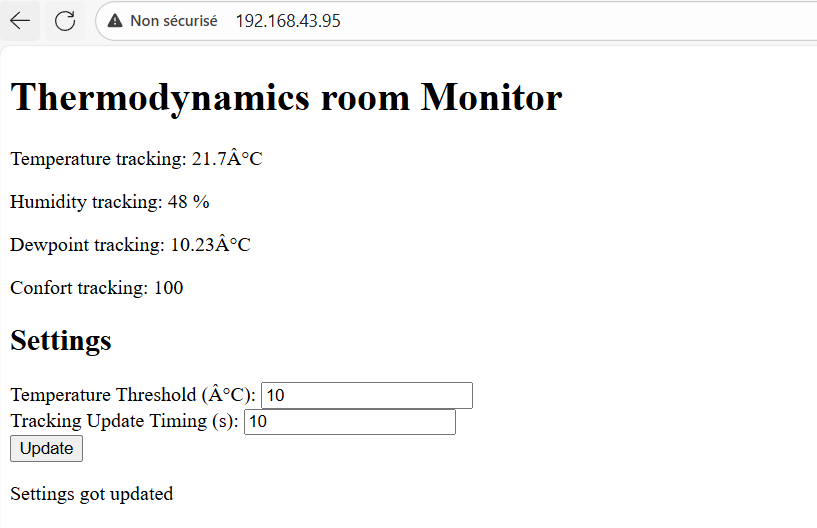 Non sécurisé 192.168.43.95
Thermodynamics room Monitor
Temperature tracking: 21.7Â°C
Humidity tracking: 48 %
Dewpoint tracking: 10.23Â°C
Confort tracking: 100
Settings
Temperature Threshold (Â°C): 10
Tracking Update Timing (s): 10
Update
Settings got updated